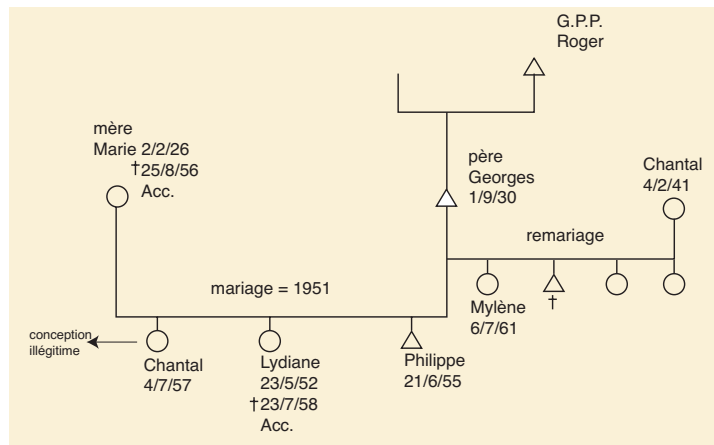 G.P.P.
Roger
mère
Marie 2/2/26
†25/8/56
Acc.
père
Georges
1/9/30
Chantal
4/2/41
remariage
mariage = 1951
†
Mylène
6/7/61
conception
illégitime
Chantal
4/7/57
Lydiane
23/5/52
†23/7/58
Acc.
Philippe
21/6/55